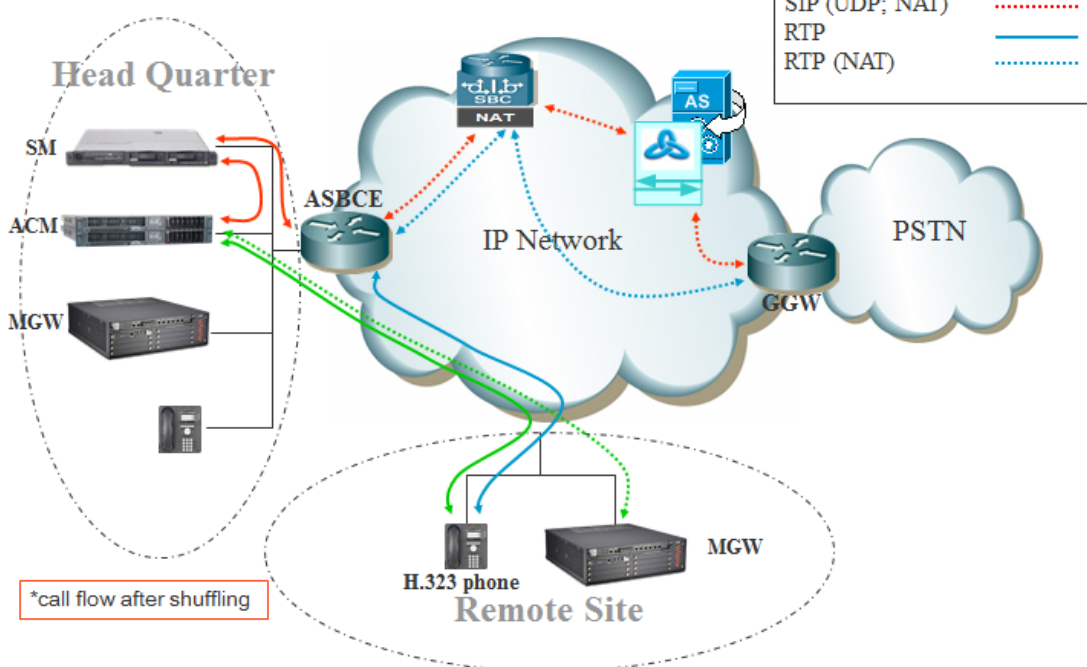 SIP (UDP; NAT)
RTP
RTP (NAT)
Head Quarter
SBC
NAT
AS
SM
ASBCE
ACM
IP Network
PSTN
GGW
MGW
MGW
H.323 phone
*call flow after shuffling
Remote Site